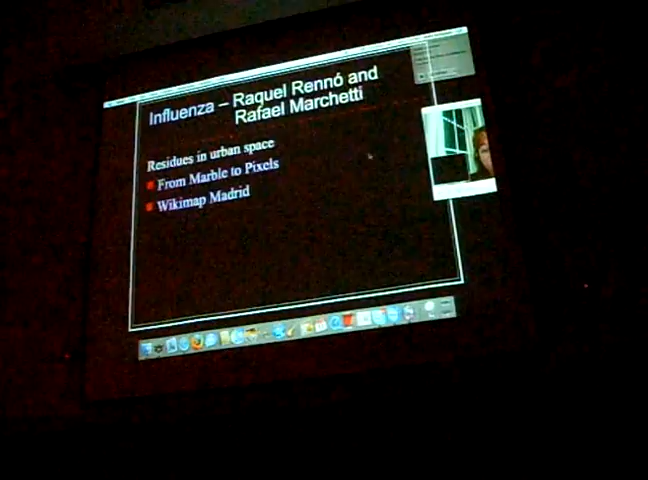 Influenza – Raquel Rennó and
Rafael Marchetti
Residues in urban space
From Marble to Pixels
Wikimap Madrid